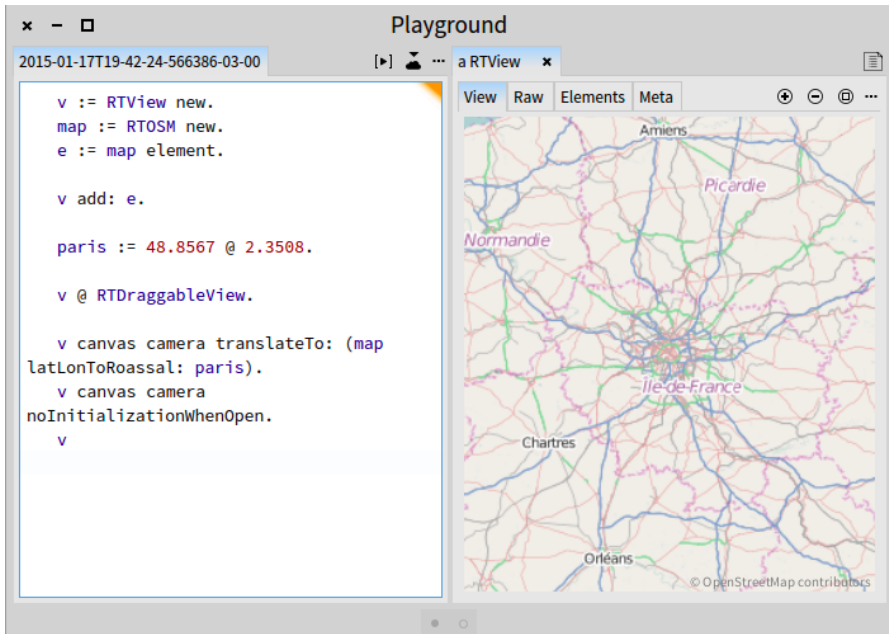 Playground
2015-01-17T19-42-24-566386-03-00
a RTView
v := RTView new.
map := RTOSM new.
e := map element.
v add: e.
paris := 48.8567 @ 2.3508.
v @ RTDraggableView.
v canvas camera translateTo: (map
latLonToRoassal: paris).
v canvas camera
noInitializationWhenOpen.
v
View Raw Elements Meta
Amiens
Picardie
Normandie
Île-de-France
Chartres
Orléans
© OpenStreetMap contributors